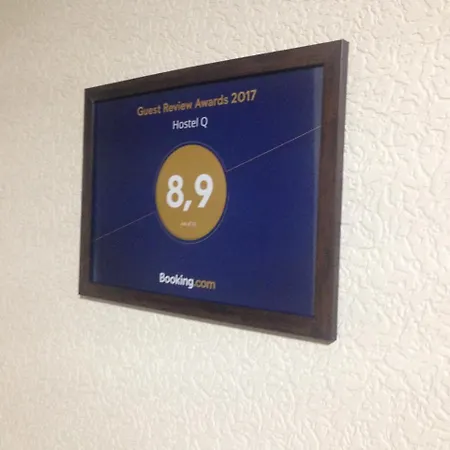 Guest Review Awards 2017
Hostel Q
8,9
Booking.com